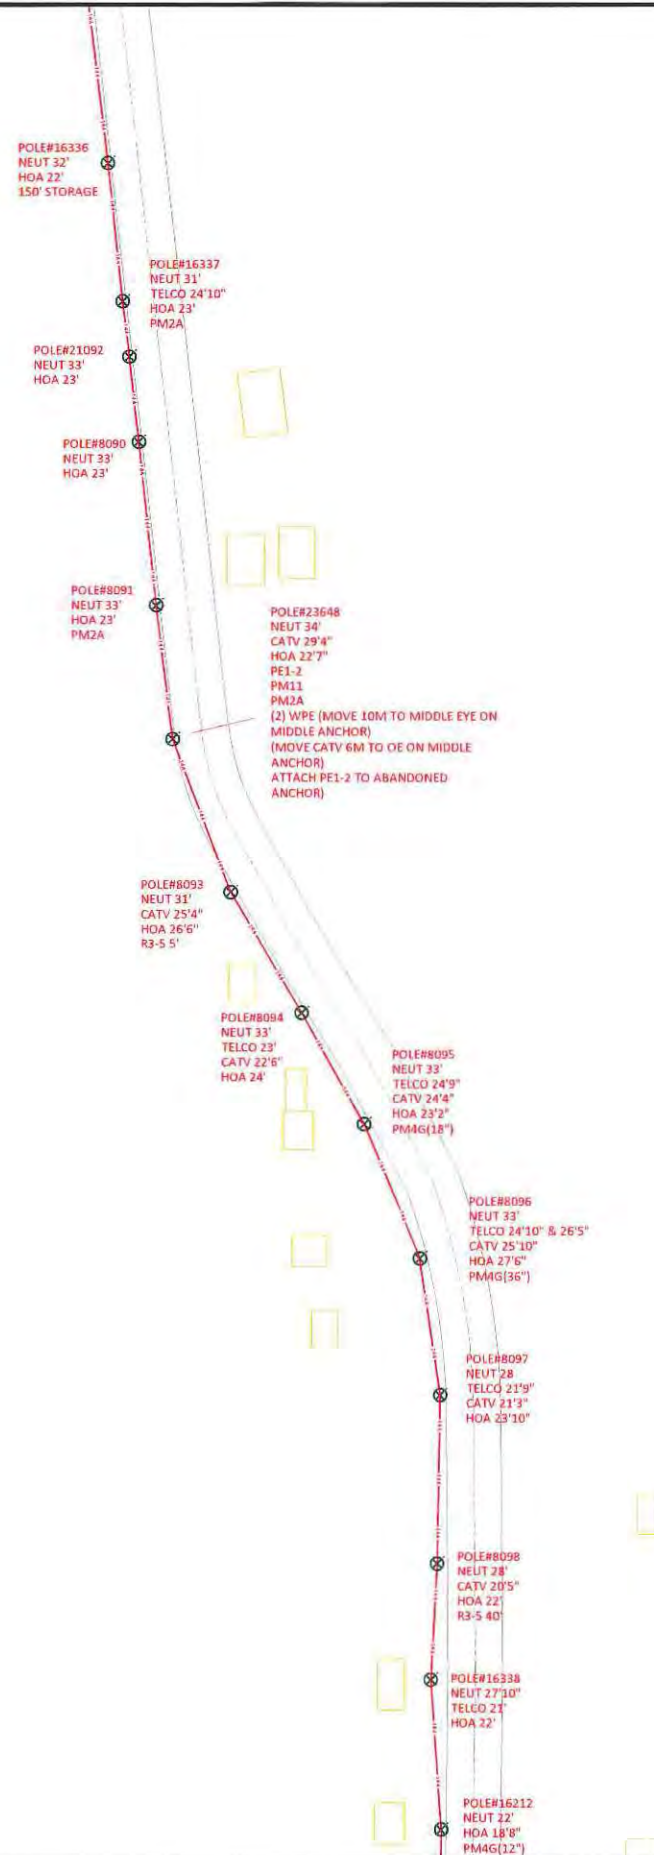 POLE#16336
NEUT 32'
HOA 22'
150' STORAGE
POLE#16337
NEUT 31'
TELCO 24'10"
HOA 23'
PM2A
POLE#21092
NEUT 33'
HOA 23'
POLE#8090
NEUT 33'
HOA 23'
POLE#8091
NEUT 33'
HOA 23'
PM2A
POLE#23648
NEUT 34'
CATV 29'4"
HOA 22'7"
PE1-2
PM11
PM2A
(2) WPE (MOVE 10M TO MIDDLE EYE ON
MIDDLE ANCHOR)
(MOVE CATV 6M TO OE ON MIDDLE
ANCHOR)
ATTACH PE1-2 TO ABANDONED
ANCHOR)
POLE#8093
NEUT 31'
CATV 25'4"
HOA 26'6"
R3-5 5'
POLE#8094
NEUT 33'
TELCO 23'
CATV 22'6"
HOA 24'
POLE#8095
NEUT 33'
TELCO 24'9"
CATV 24'4"
HOA 23'2"
PM4G(18")
POLE#8096
NEUT 33'
TELCO 24'10" & 26'5"
CATV 25'10"
HOA 27'6"
PM4G(36")
POLE#8097
NEUT 28
TELCO 21'9"
CATV 21'3"
HOA 23'10"
POLE#8098
NEUT 28'
CATV 20'5"
HOA 22'
R3-5 40'
POLE#16338
NEUT 27'10"
TELCO 21'
HOA 22'
POLE#16212
NEUT 22'
HOA 18'8"
PM4G(12")